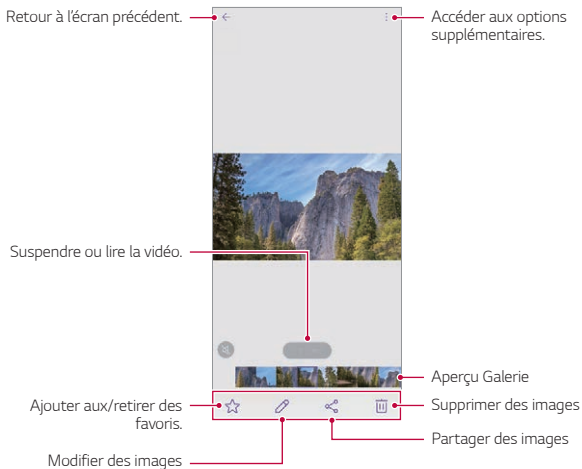 Retour à l'écran précédent.
Accéder aux options
supplémentaires.
Suspendre ou lire la vidéo.
Aperçu Galerie
Ajouter aux/retirer des
favoris.
Supprimer des images
Partager des images
Modifier des images